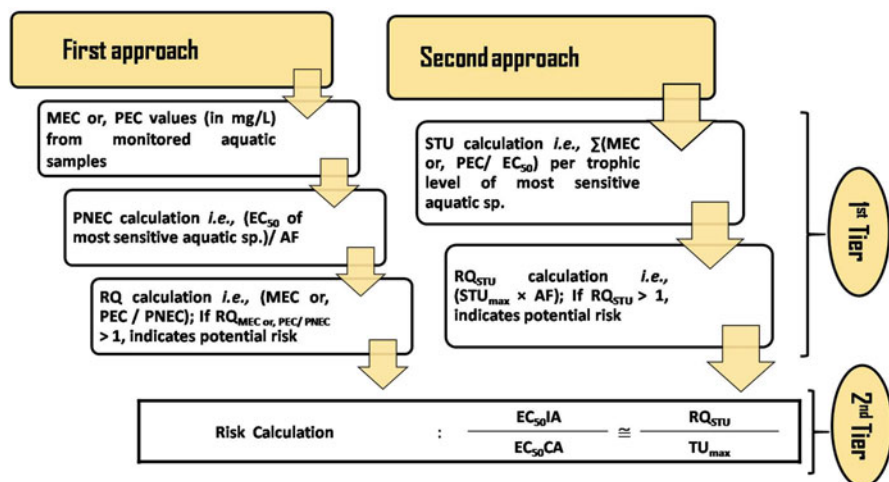 First approach
MEC or, PEC values (in mg/L)
from monitored aquatic
samples
PNEC calculation i.e., (EC50 of
most sensitive aquatic sp.)/ AF
RQ calculation i.e., (MEC or,
PEC / PNEC); If RQMEC or, PEC/ PNEC
> 1, indicates potential risk
Second approach
STU calculation i.e., ∑(MEC
or, PEC/ EC50) per trophic
level of most sensitive
aquatic sp.
RQSTU calculation i.e.,
(STUmax × AF); If RQSTU > 1,
indicates potential risk
1st Tier
Risk Calculation : EC50IA ≅ RQSTU
EC50CA TUmax
2nd Tier